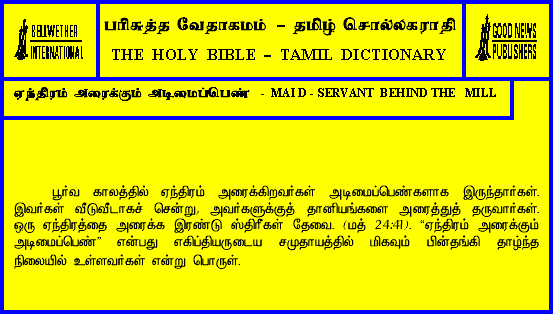 BELLWETHER
INTERNATIONAL
பரிசுத்த வேதாகமம் – தமிழ் சொல்லகராதி
THE HOLY BIBLE – TAMIL DICTIONARY
GOOD NEWS
PUBLISHERS
ஏந்திரம் அரைக்கும் அடிமைப்பெண் - MAID - SERVANT BEHIND THE MILL
பூர்வ காலத்தில் ஏந்திரம் அரைக்கிறவர்கள் அடிமைப்பெண்களாக இருந்தார்கள்.
இவர்கள் வீடுவீடாகச் சென்று, அவர்களுக்குத் தானியங்களை அரைத்துத் தருவார்கள்.
ஒரு ஏந்திரத்தை அரைக்க இரண்டு ஸ்திரீகள் தேவை. (மத் 24:41). “ஏந்திரம் அரைக்கும்
அடிமைப்பெண்” என்பது எகிப்தியருடைய சமுதாயத்தில் மிகவும் பின்தங்கி தாழ்ந்த
நிலையில் உள்ளவர்கள் என்று பொருள்.